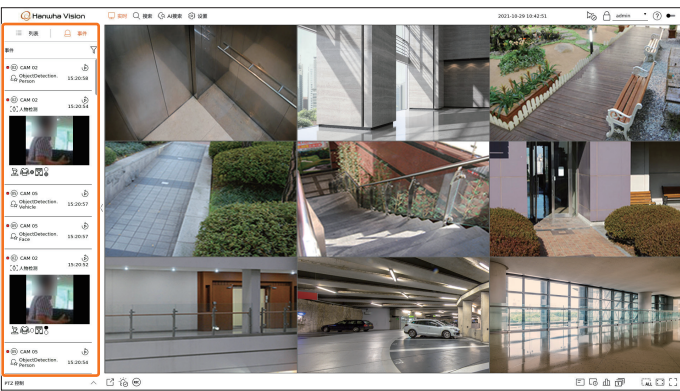 Hanwha Vision
实时 搜索 AI搜索 设置
2021-10-29 10:42:51
admin
列表 事件
事件
CAM 02
ObjectDetection.
Person 15:20:58
CAM 02
人物检测 15:20:54
CAM 05
ObjectDetection.
Vehicle 15:20:57
CAM 05
ObjectDetection.
Face 15:20:57
CAM 02
人物检测 15:20:52
CAM 05
ObjectDetection.
Person 15:20:54
PTZ 控制
ALL